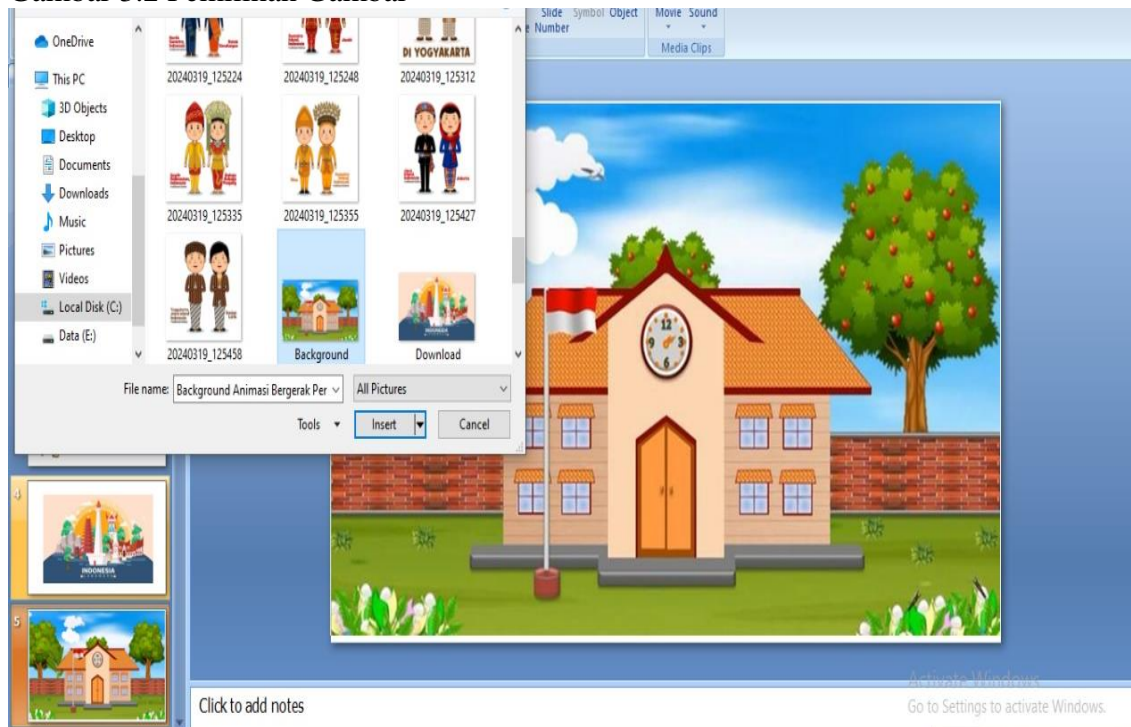 Slide Symbol Object Movie Sound
Number
Media Clips
OneDrive
This PC
3D Objects
Desktop
Documents
Downloads
Music
Pictures
Videos
Local Disk (C:)
Data (E:)
DI YOGYAKARTA
20240319_125224
20240319_125248
20240319_125312
20240319_125335
20240319_125355
20240319_125427
20240319_125458
Background
Download
File name: Background Animasi Bergerak Per
All Pictures
Tools
Insert
Cancel
12
9
3
6
4
INDONESIA
5
Click to add notes
Activate Windows
Go to Settings to activate Windows.